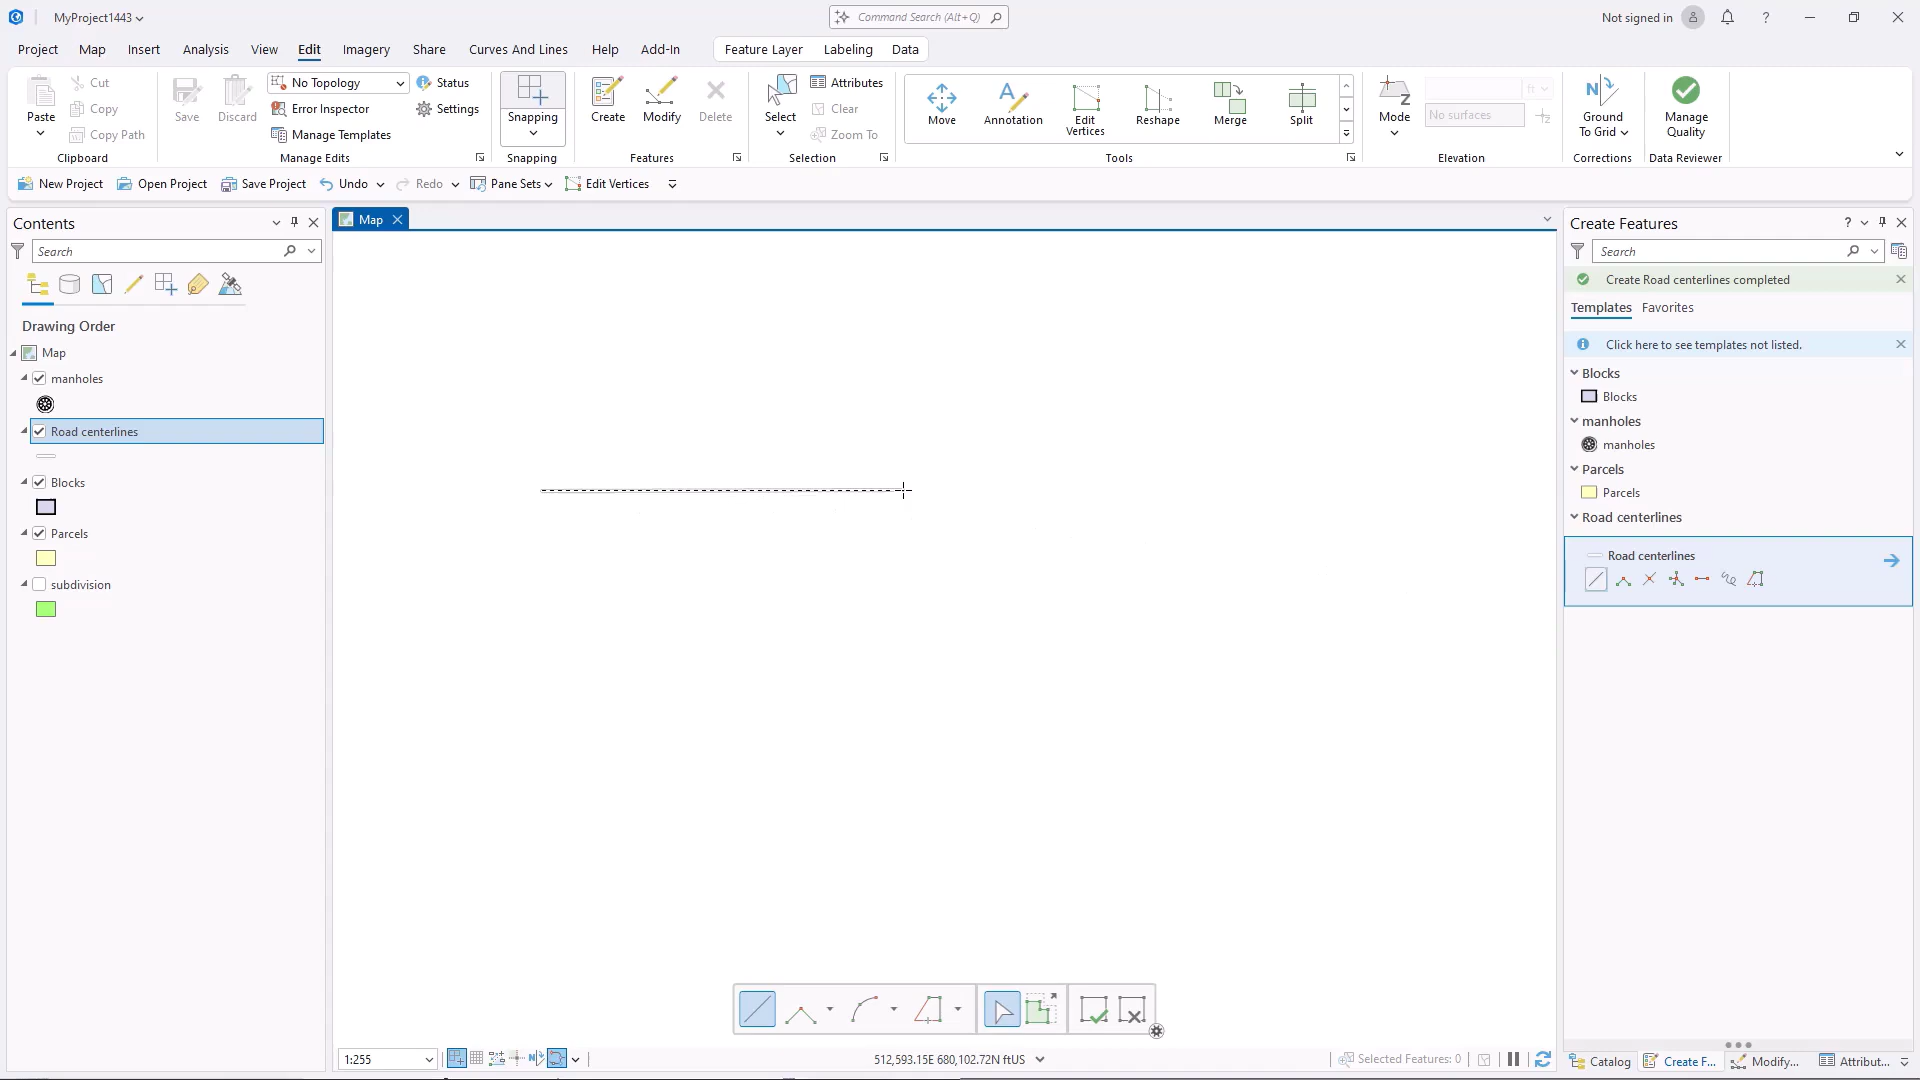 MyProject1443
Command Search (Alt+Q)
Not signed in
Project Map Insert Analysis View Edit Imagery Share Curves And Lines Help Add-In Feature Layer Labeling Data
Paste
Cut
Copy
Copy Path
Clipboard
Save
Discard
No Topology
Status
Error Inspector
Settings
Manage Templates
Manage Edits
Snapping
Snapping
Create
Modify
Delete
Features
Select
Attributes
Clear
Zoom To
Selection
Move
Annotation
Edit
Vertices
Reshape
Merge
Split
Tools
Mode
ft
No surfaces
Elevation
Ground
To Grid
Corrections
Manage
Quality
Data Reviewer
New Project Open Project Save Project Undo Redo Pane Sets Edit Vertices
Contents
Search
Drawing Order
Map
manholes
Road centerlines
Blocks
Parcels
subdivision
Map
Create Features
Search
Create Road centerlines completed
Templates Favorites
Click here to see templates not listed.
Blocks
Blocks
manholes
manholes
Parcels
Parcels
Road centerlines
Road centerlines
1:255
512,593.15E 680,102.72N ftUS
Selected Features: 0
Catalog Create F... Modify... Attribut...